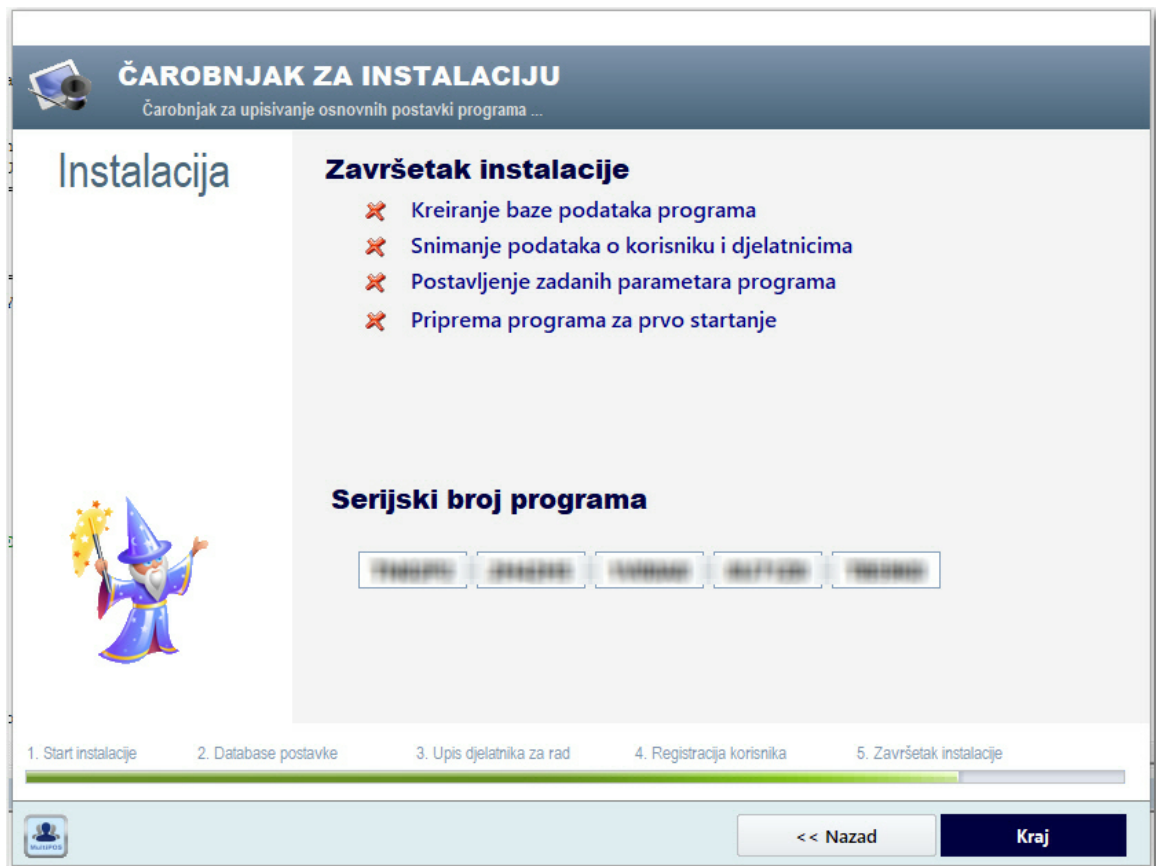 ČAROBNJAK ZA INSTALACIJU
Čarobnjak za upisivanje osnovnih postavki programa ...
Instalacija
Završetak instalacije
Kreiranje baze podataka programa
Snimanje podataka o korisniku i djelatnicima
Postavljenje zadanih parametara programa
Priprema programa za prvo startanje
Serijski broj programa
1. Start instalacije 2. Database postavke 3. Upis djelatnika za rad 4. Registracija korisnika 5. Završetak instalacije
<< Nazad Kraj